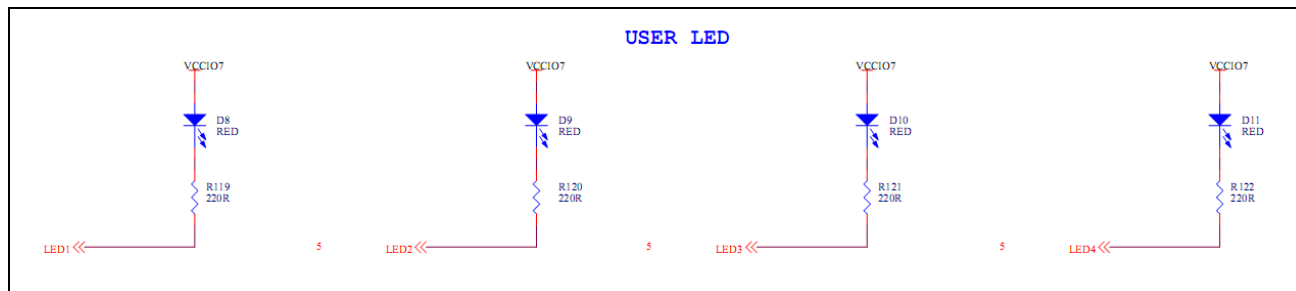 USER LED
VCCIO7
VCCIO7
VCCIO7
VCCIO7
D8
RED
D9
RED
D10
RED
D11
RED
R119
220R
R120
220R
R121
220R
R122
220R
LED1
5
LED2
5
LED3
5
LED4